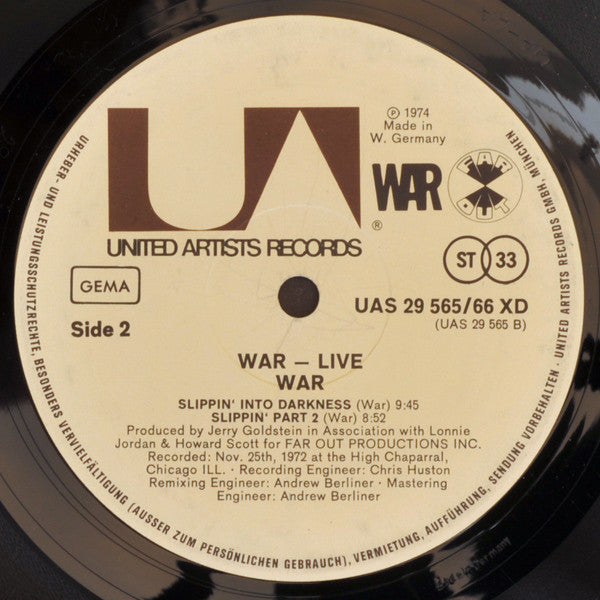 UA
UNITED ARTISTS RECORDS
®
℗ 1974
Made in
W. Germany
WAR
FAR
OUT
GEMA
ST 33
Side 2
UAS 29 565/66 XD
(UAS 29 565 B)
WAR – LIVE
WAR
SLIPPIN' INTO DARKNESS (War) 9:45
SLIPPIN' PART 2 (War) 8:52
Produced by Jerry Goldstein in Association with Lonnie
Jordan & Howard Scott for FAR OUT PRODUCTIONS INC.
Recorded: Nov. 25th, 1972 at the High Chaparral,
Chicago ILL. · Recording Engineer: Chris Huston
Remixing Engineer: Andrew Berliner · Mastering
Engineer: Andrew Berliner
URHEBER- UND LEISTUNGSSCHUTZRECHTE, BESONDERS VERVIELFÄLTIGUNG (AUSSER ZUM PERSÖNLICHEN GEBRAUCH), VERMIETUNG, AUFFÜHRUNG, SENDUNG VORBEHALTEN · UNITED ARTISTS RECORDS GMBH, MÜNCHEN